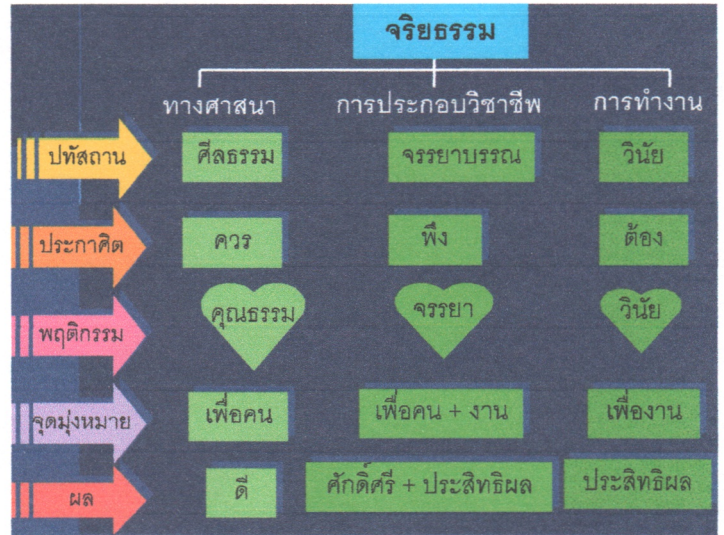 จริยธรรม
ทางศาสนา การประกอบวิชาชีพ การทำงาน
ปทัสถาน ศีลธรรม จรรยาบรรณ วินัย
ประกาศิต ควร พึง ต้อง
พฤติกรรม คุณธรรม จรรยา วินัย
จุดมุ่งหมาย เพื่อคน เพื่อคน + งาน เพื่องาน
ผล ดี ศักดิ์ศรี + ประสิทธิผล ประสิทธิผล